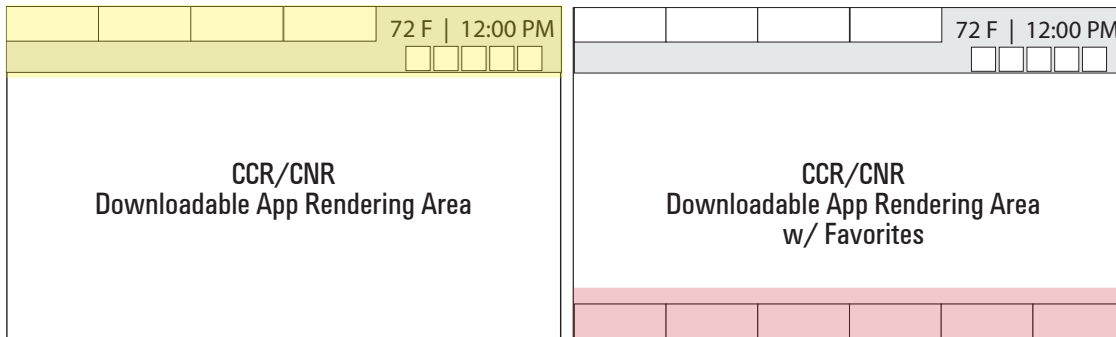 72 F | 12:00 PM
CCR/CNR
Downloadable App Rendering Area
72 F | 12:00 PM
CCR/CNR
Downloadable App Rendering Area
w/ Favorites